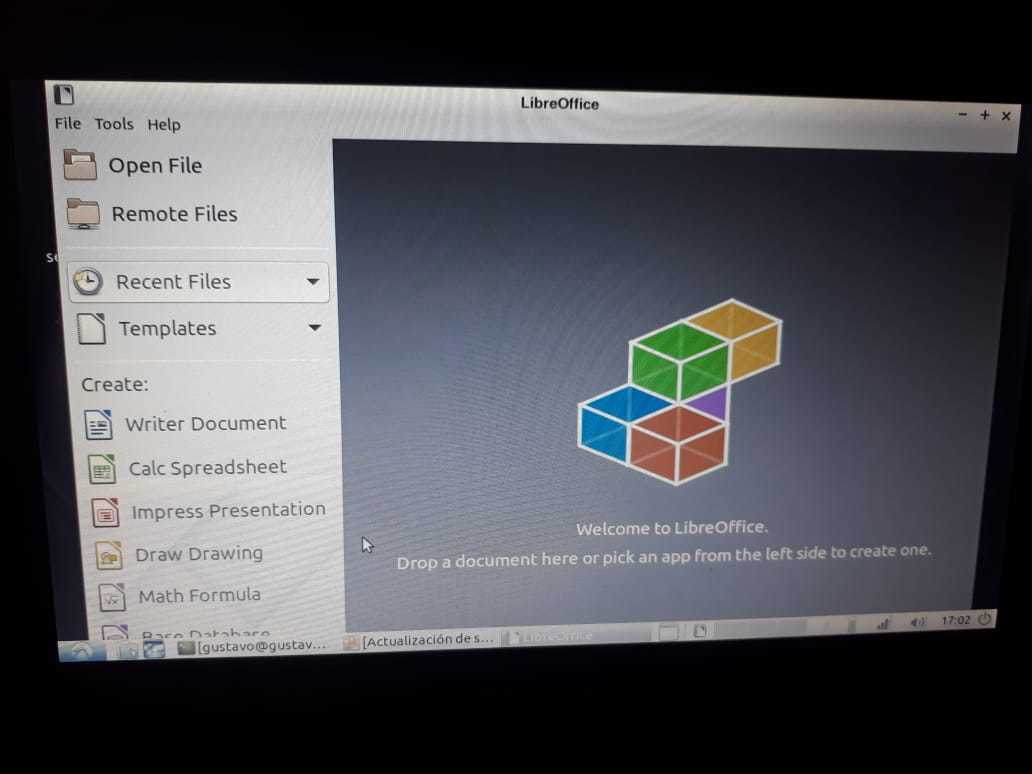 LibreOffice
File Tools Help
Open File
Remote Files
Recent Files
Templates
Create:
Writer Document
Calc Spreadsheet
Impress Presentation
Draw Drawing
Math Formula
Base Database
Welcome to LibreOffice.
Drop a document here or pick an app from the left side to create one.
[gustavo@gustav... [Actualización de s... LibreOffice 17:02